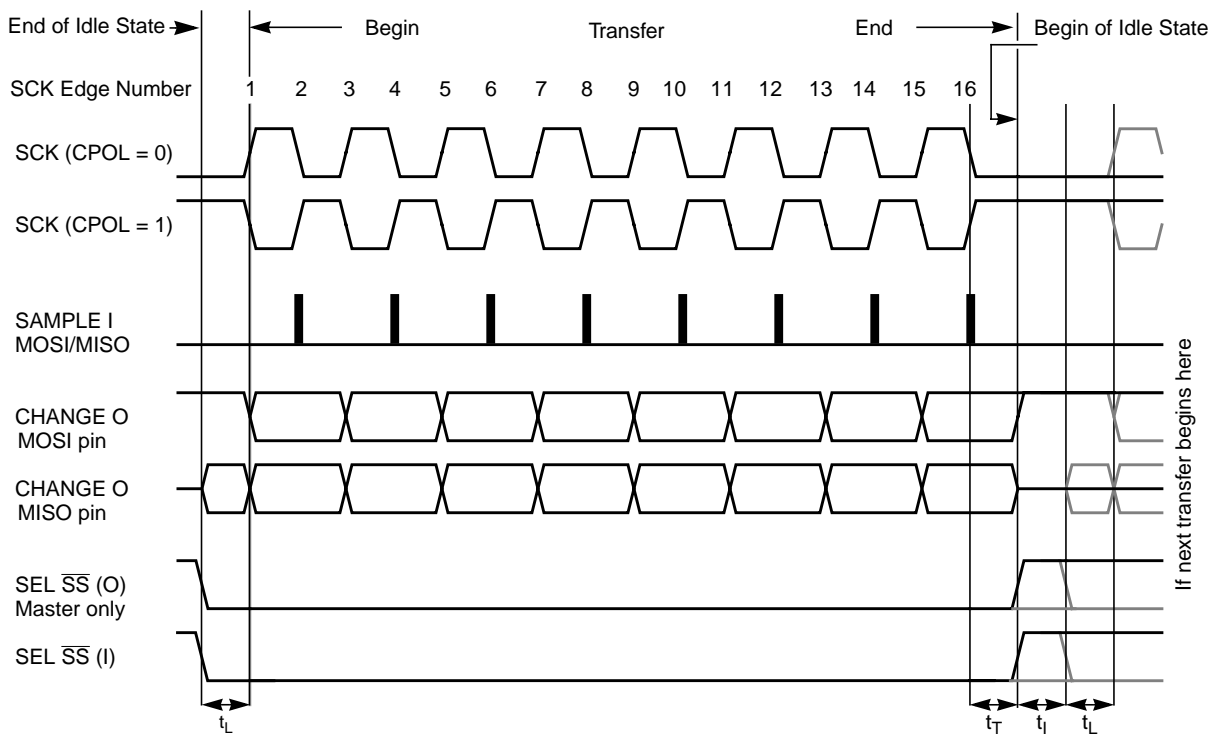 End of Idle State
Begin
Transfer
End
Begin of Idle State
SCK Edge Number
1 2 3 4 5 6 7 8 9 10 11 12 13 14 15 16
SCK (CPOL = 0)
SCK (CPOL = 1)
SAMPLE I
MOSI/MISO
CHANGE O
MOSI pin
CHANGE O
MISO pin
SEL S̅S̅ (O)
Master only
SEL S̅S̅ (I)
tL
tT
tI
tL
If next transfer begins here